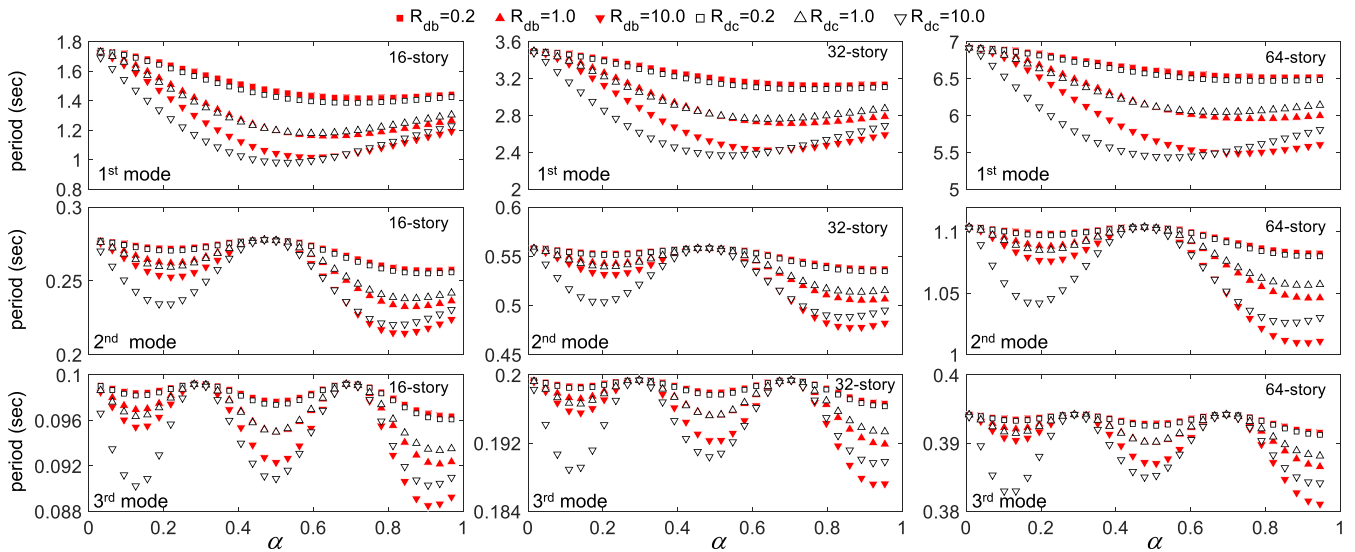 R_db=0.2 R_db=1.0 R_db=10.0 R_dc=0.2 R_dc=1.0 R_dc=10.0
1.8
1.6
1.4
1.2
1
0.8
period (sec)
16-story
1st mode
3.6
3.2
2.8
2.4
2
32-story
1st mode
7
6.5
6
5.5
5
64-story
1st mode
0.3
0.25
0.2
period (sec)
16-story
2nd mode
0.6
0.55
0.5
0.45
32-story
2nd mode
1.1
1.05
1
64-story
2nd mode
0.1
0.096
0.092
0.088
period (sec)
16-story
3rd mode
0 0.2 0.4 0.6 0.8 1
α
0.2
0.192
0.184
32-story
3rd mode
0 0.2 0.4 0.6 0.8 1
α
0.4
0.39
0.38
64-story
3rd mode
0 0.2 0.4 0.6 0.8 1
α